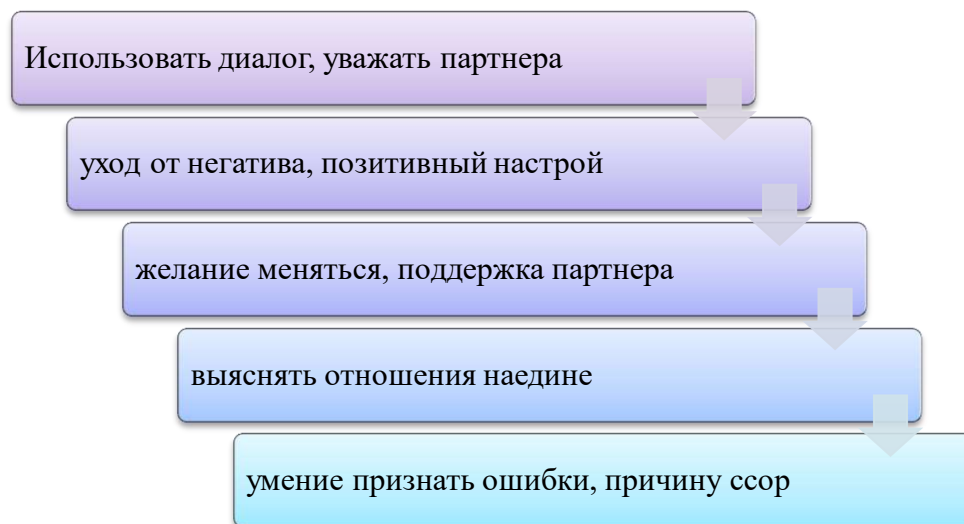 Использовать диалог, уважать партнера
уход от негатива, позитивный настрой
желание меняться, поддержка партнера
выяснять отношения наедине
умение признать ошибки, причину ссор